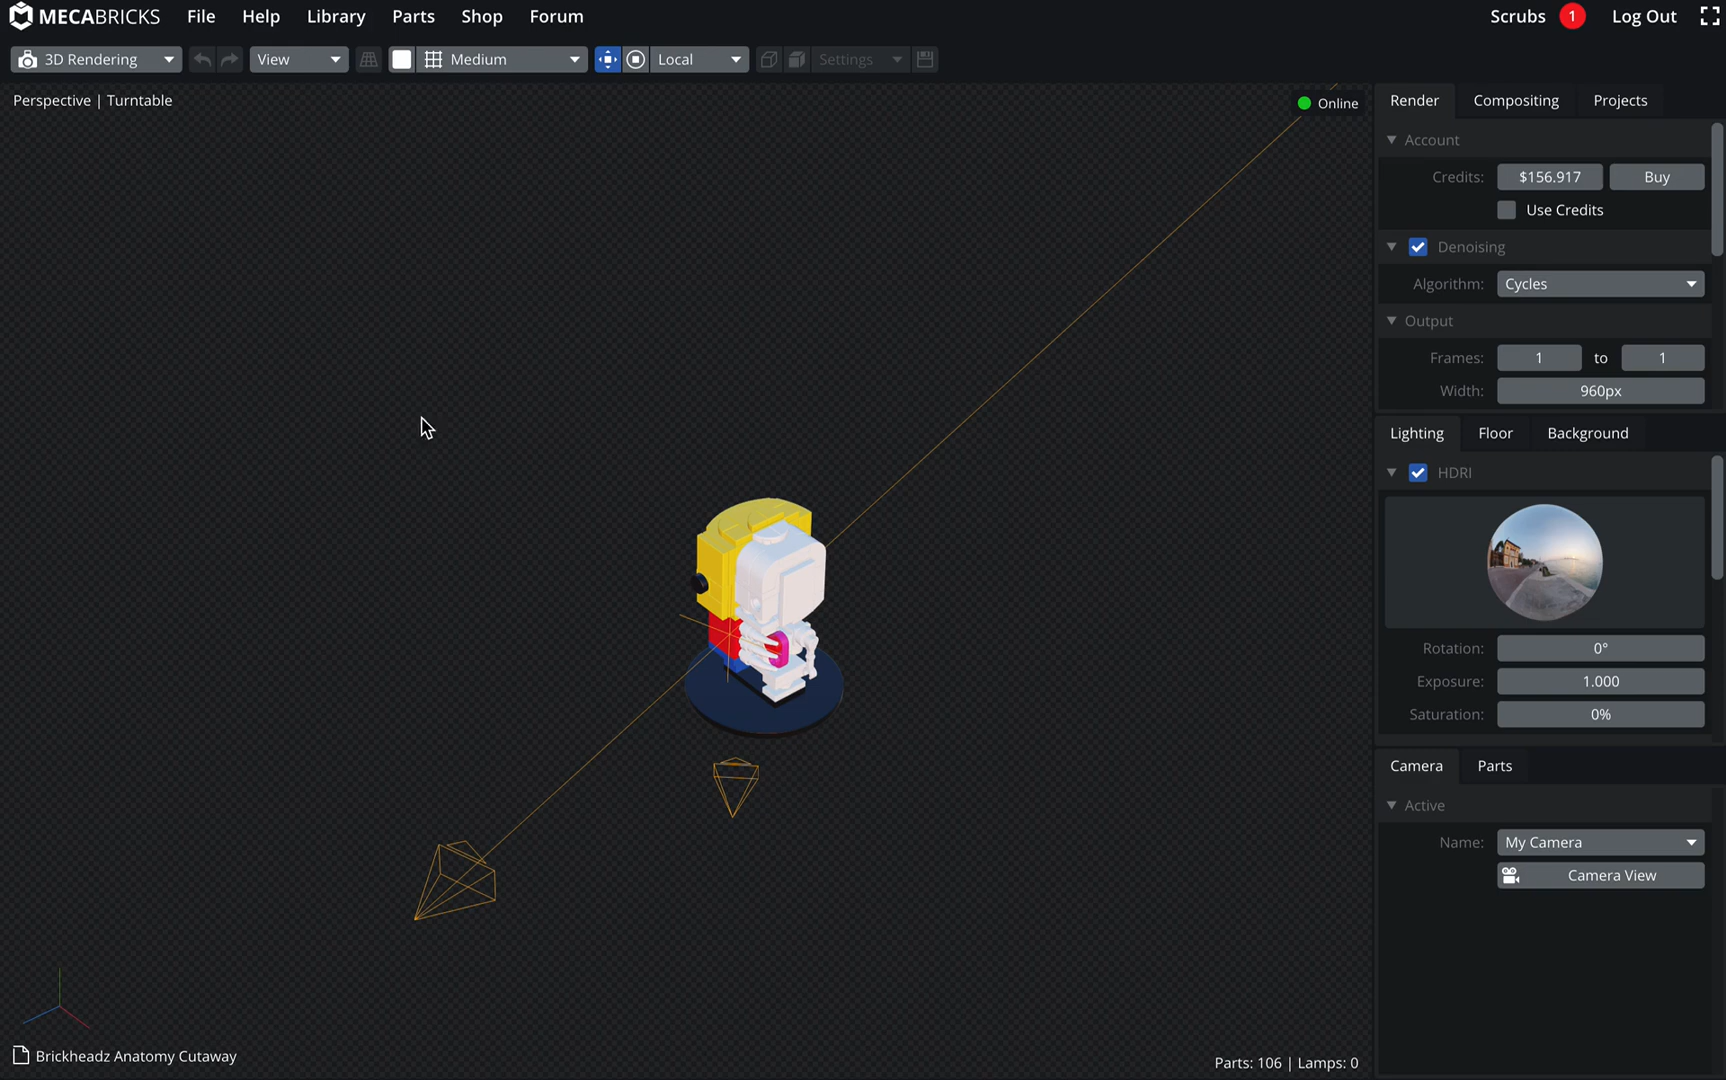 MECABRICKS File Help Library Parts Shop Forum Scrubs 1 Log Out
3D Rendering View Medium Local Settings
Perspective | Turntable
Online
Render Compositing Projects
Account
Credits: $156.917 Buy
Use Credits
Denoising
Algorithm: Cycles
Output
Frames: 1 to 1
Width: 960px
Lighting Floor Background
HDRI
Rotation: 0°
Exposure: 1.000
Saturation: 0%
Camera Parts
Active
Name: My Camera
Camera View
Brickheadz Anatomy Cutaway
Parts: 106 | Lamps: 0